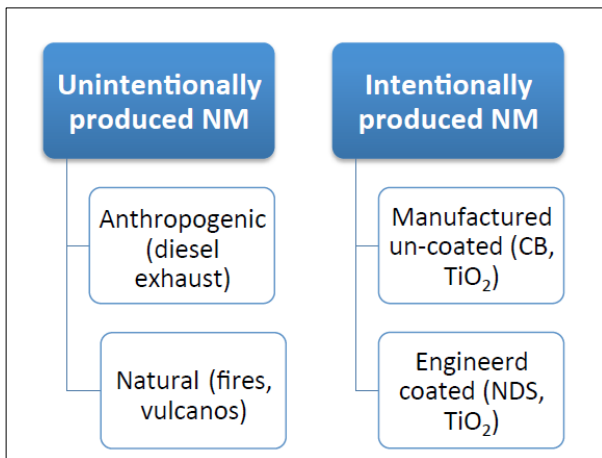 Unintentionally
produced NM
Anthropogenic
(diesel
exhaust)
Natural (fires,
vulcanos)
Intentionally
produced NM
Manufactured
un-coated (CB,
TiO₂)
Engineerd
coated (NDS,
TiO₂)